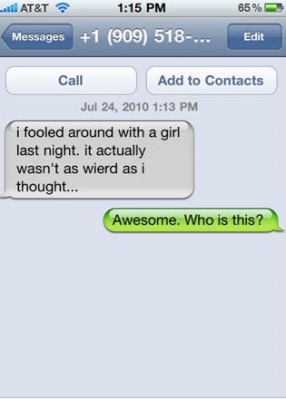 AT&T 1:15 PM 65%
Messages +1 (909) 518-... Edit
Call Add to Contacts
Jul 24, 2010 1:13 PM
i fooled around with a girl
last night. it actually
wasn't as wierd as i
thought...
Awesome. Who is this?